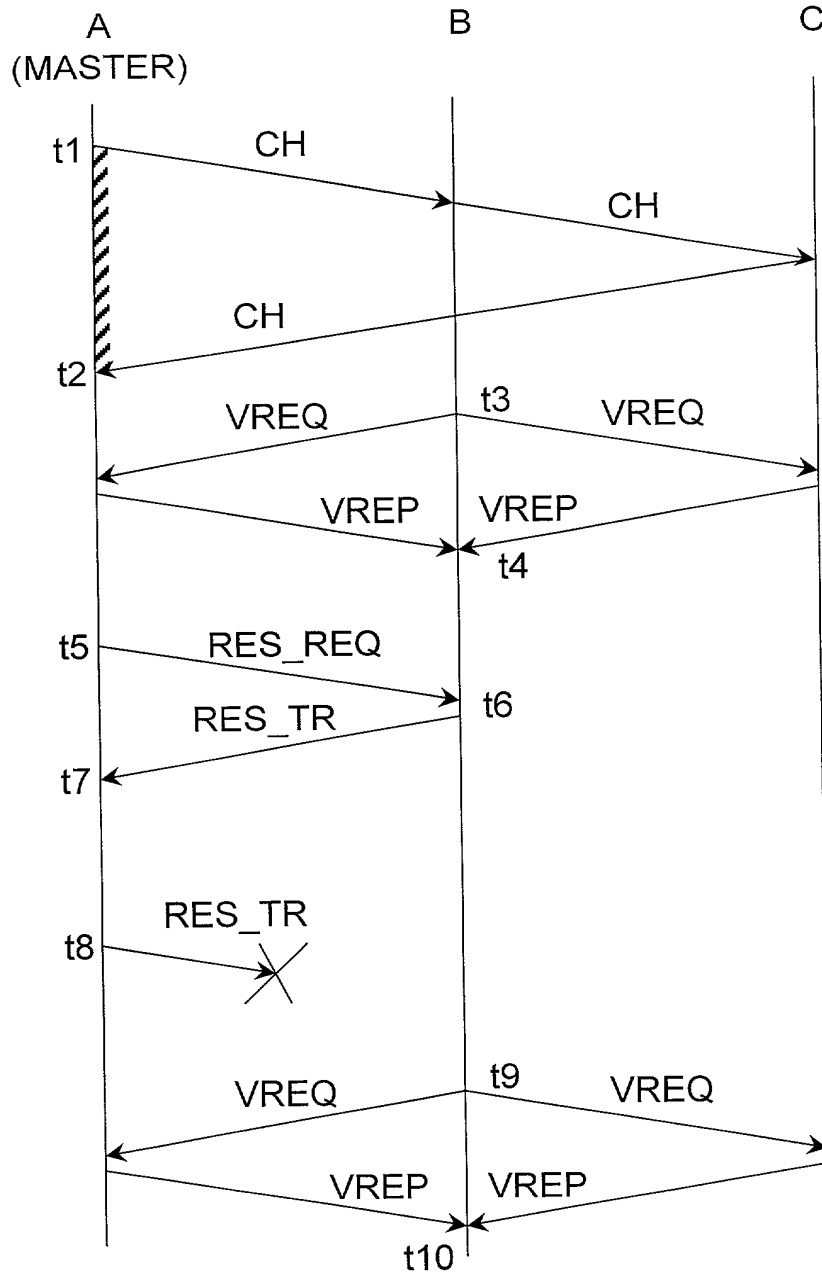 A
B
C
(MASTER)
t1
CH
CH
CH
t2
t3
VREQ
VREQ
VREP
VREP
t4
t5
RES_REQ
t6
RES_TR
t7
RES_TR
t8
t9
VREQ
VREQ
VREP
VREP
t10